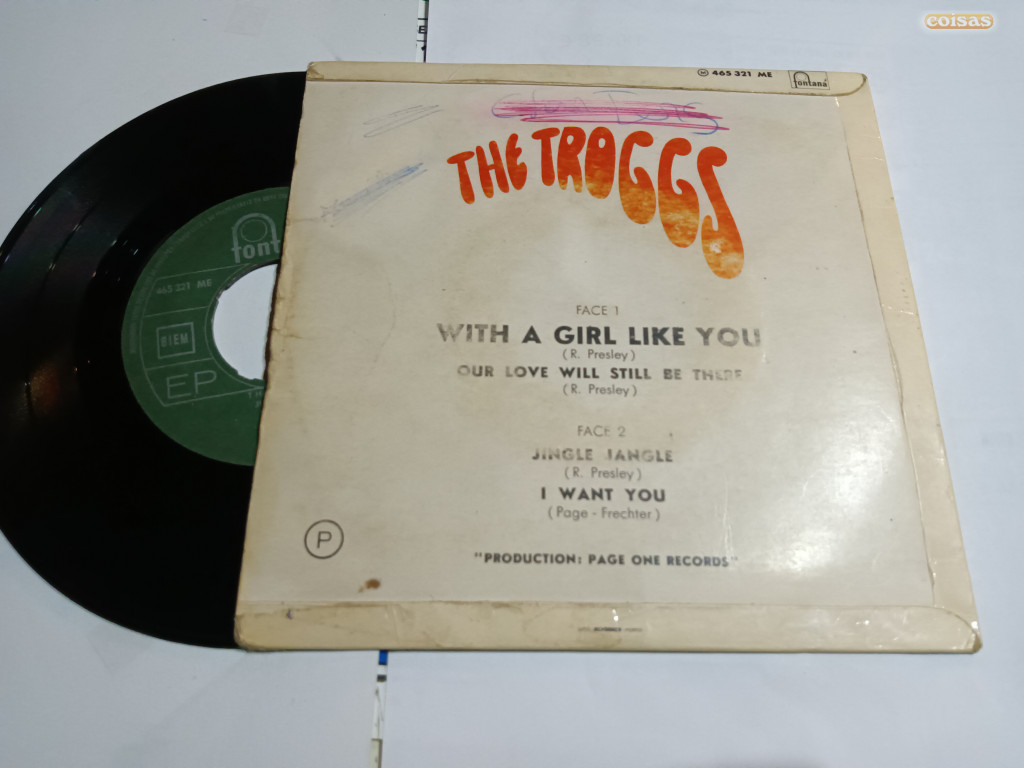 coisas
Ⓜ 465 321 ME fontana
THE TROGGS
FACE 1
WITH A GIRL LIKE YOU
(R. Presley)
OUR LOVE WILL STILL BE THERE
(R. Presley)
FACE 2
JINGLE JANGLE
(R. Presley)
I WANT YOU
(Page - Frechter)
P
"PRODUCTION: PAGE ONE RECORDS"
font
465 321 ME
BIEM
EP